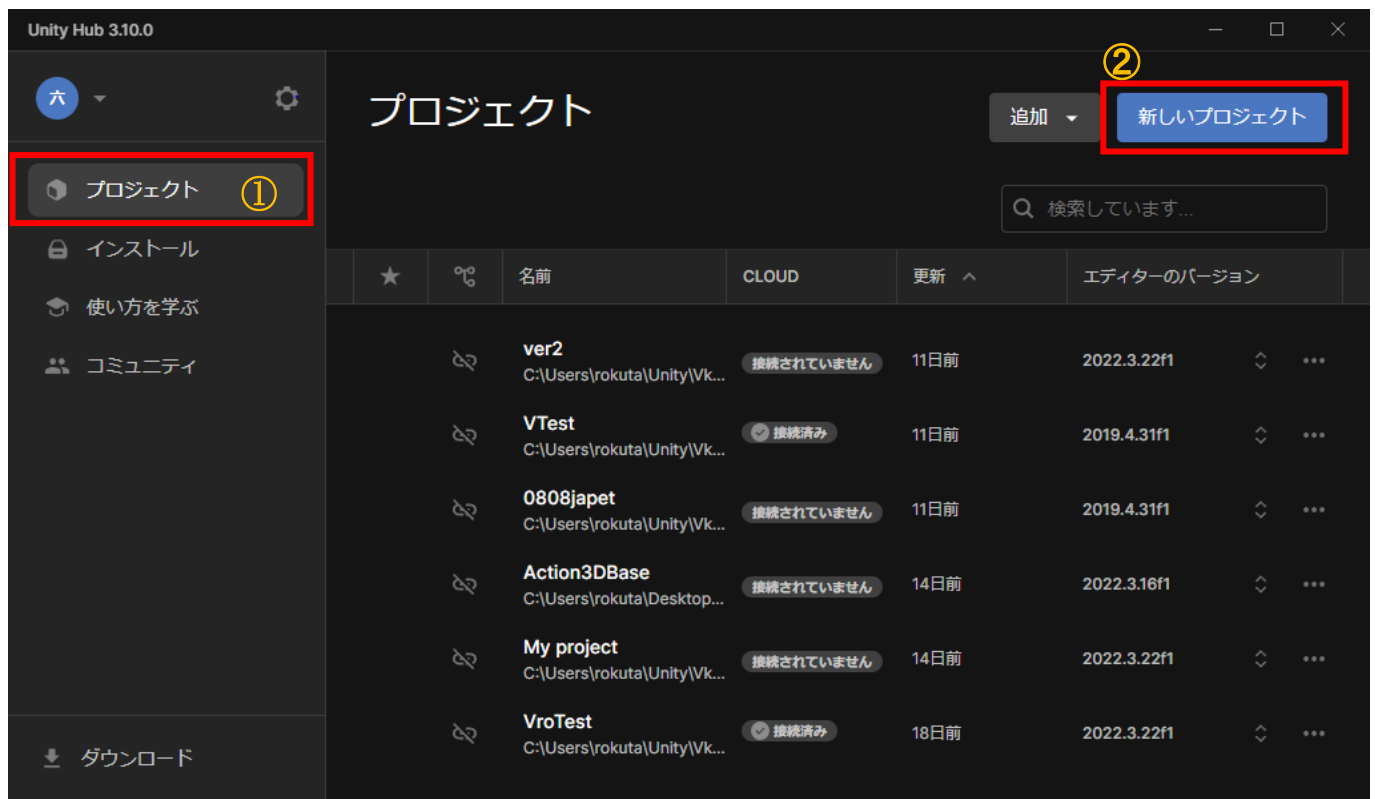 Unity Hub 3.10.0
六
プロジェクト
②
追加
新しいプロジェクト
プロジェクト ①
インストール
使い方を学ぶ
コミュニティ
ダウンロード
検索しています...
名前 CLOUD 更新 エディターのバージョン
ver2
C:\Users\rokuta\Unity\Vk... 接続されていません 11日前 2022.3.22f1
VTest
C:\Users\rokuta\Unity\Vk... 接続済み 11日前 2019.4.31f1
0808japet
C:\Users\rokuta\Unity\Vk... 接続されていません 11日前 2019.4.31f1
Action3DBase
C:\Users\rokuta\Desktop... 接続されていません 14日前 2022.3.16f1
My project
C:\Users\rokuta\Unity\Vk... 接続されていません 14日前 2022.3.22f1
VroTest
C:\Users\rokuta\Unity\Vk... 接続済み 18日前 2022.3.22f1